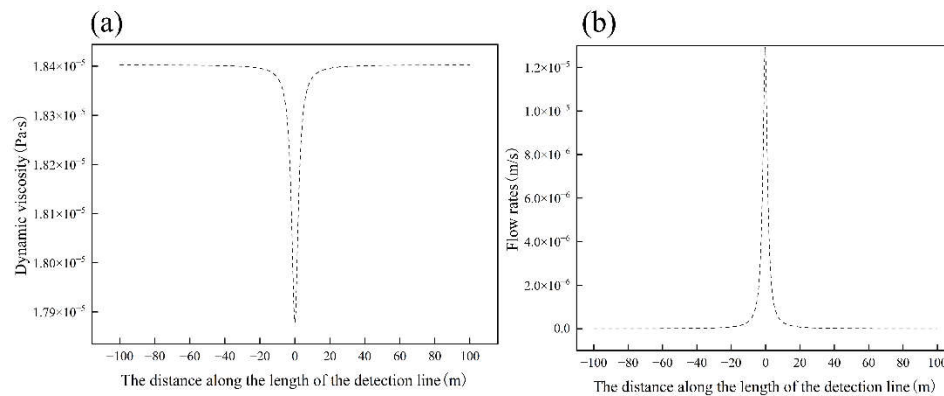 (a)
Dynamic viscosity (Pa·s)
1.84×10⁻⁵
1.83×10⁻⁵
1.82×10⁻⁵
1.81×10⁻⁵
1.80×10⁻⁵
1.79×10⁻⁵
−100 −80 −60 −40 −20 0 20 40 60 80 100
The distance along the length of the detection line (m)
(b)
Flow rates (m/s)
1.2×10⁻⁵
1.0×10⁻⁵
8.0×10⁻⁶
6.0×10⁻⁶
4.0×10⁻⁶
2.0×10⁻⁶
0.0
−100 −80 −60 −40 −20 0 20 40 60 80 100
The distance along the length of the detection line (m)